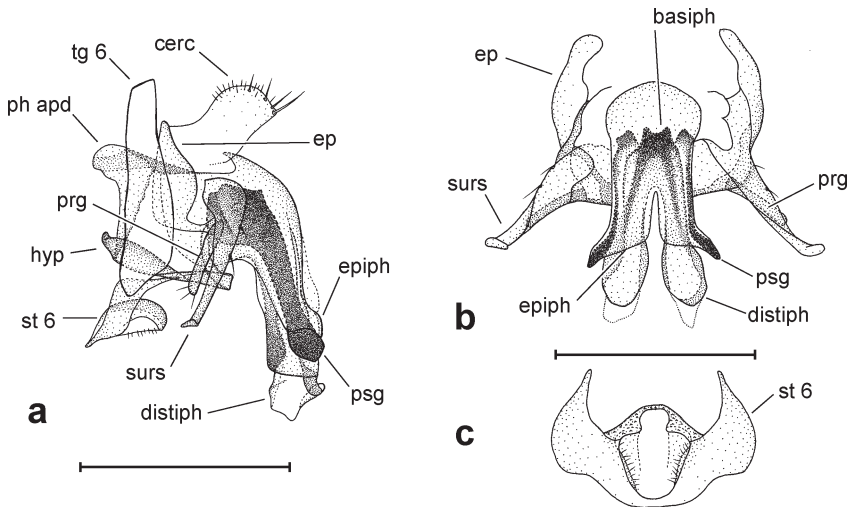 tg 6
cerc
ph apd
ep
prg
hyp
epiph
st 6
surs
psg
distiph
a
basiph
ep
surs
prg
epiph
psg
distiph
b
st 6
c